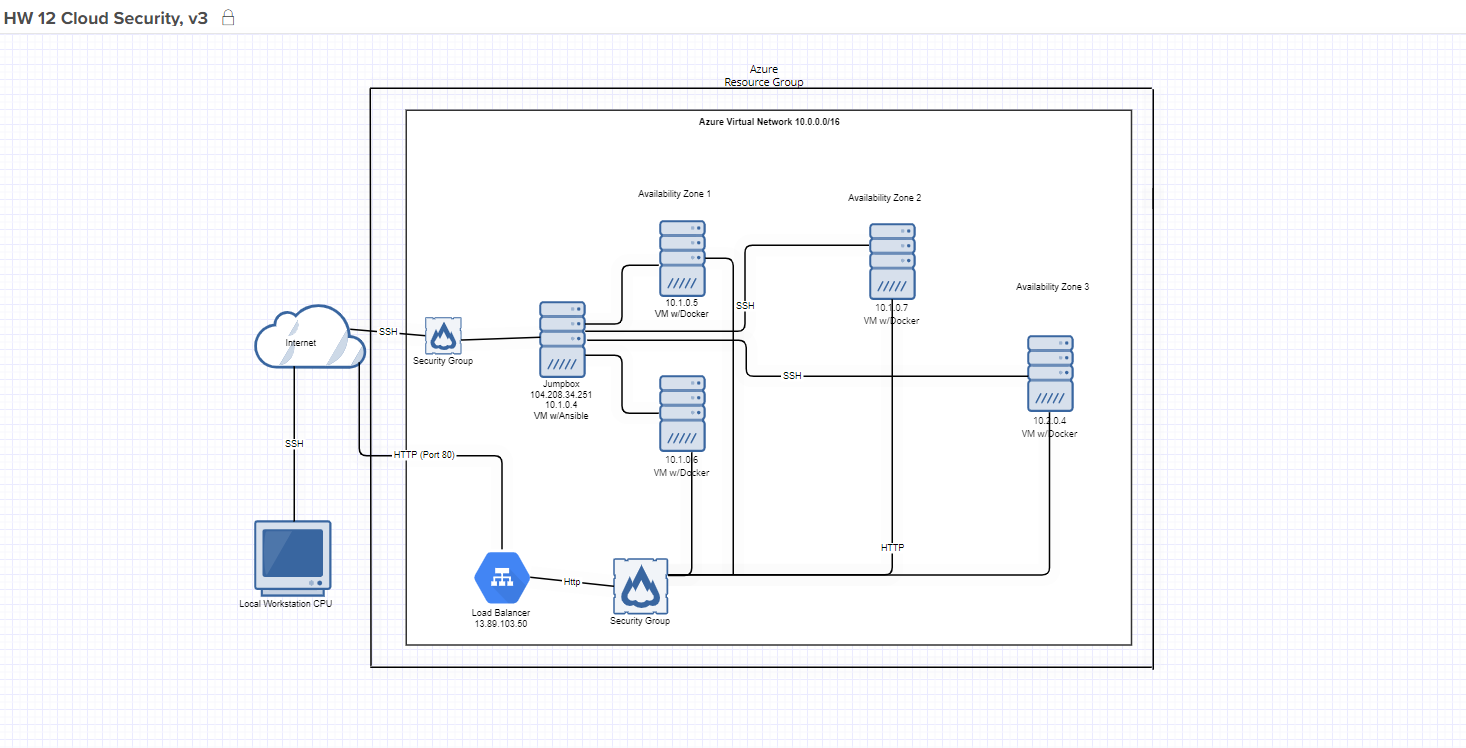 HW 12 Cloud Security, v3
Azure
Resource Group
Azure Virtual Network 10.0.0.0/16
Availability Zone 1
Availability Zone 2
Availability Zone 3
10.1.0.5
VM w/Docker
SSH
10.1.0.7
VM w/Docker
Internet
SSH
Security Group
Jumpbox
104.208.34.251
10.1.0.4
VM w/Ansible
SSH
10.2.0.4
VM w/Docker
SSH
HTTP (Port 80)
10.1.0.6
VM w/Docker
HTTP
Http
Local Workstation CPU
Load Balancer
13.89.103.50
Security Group